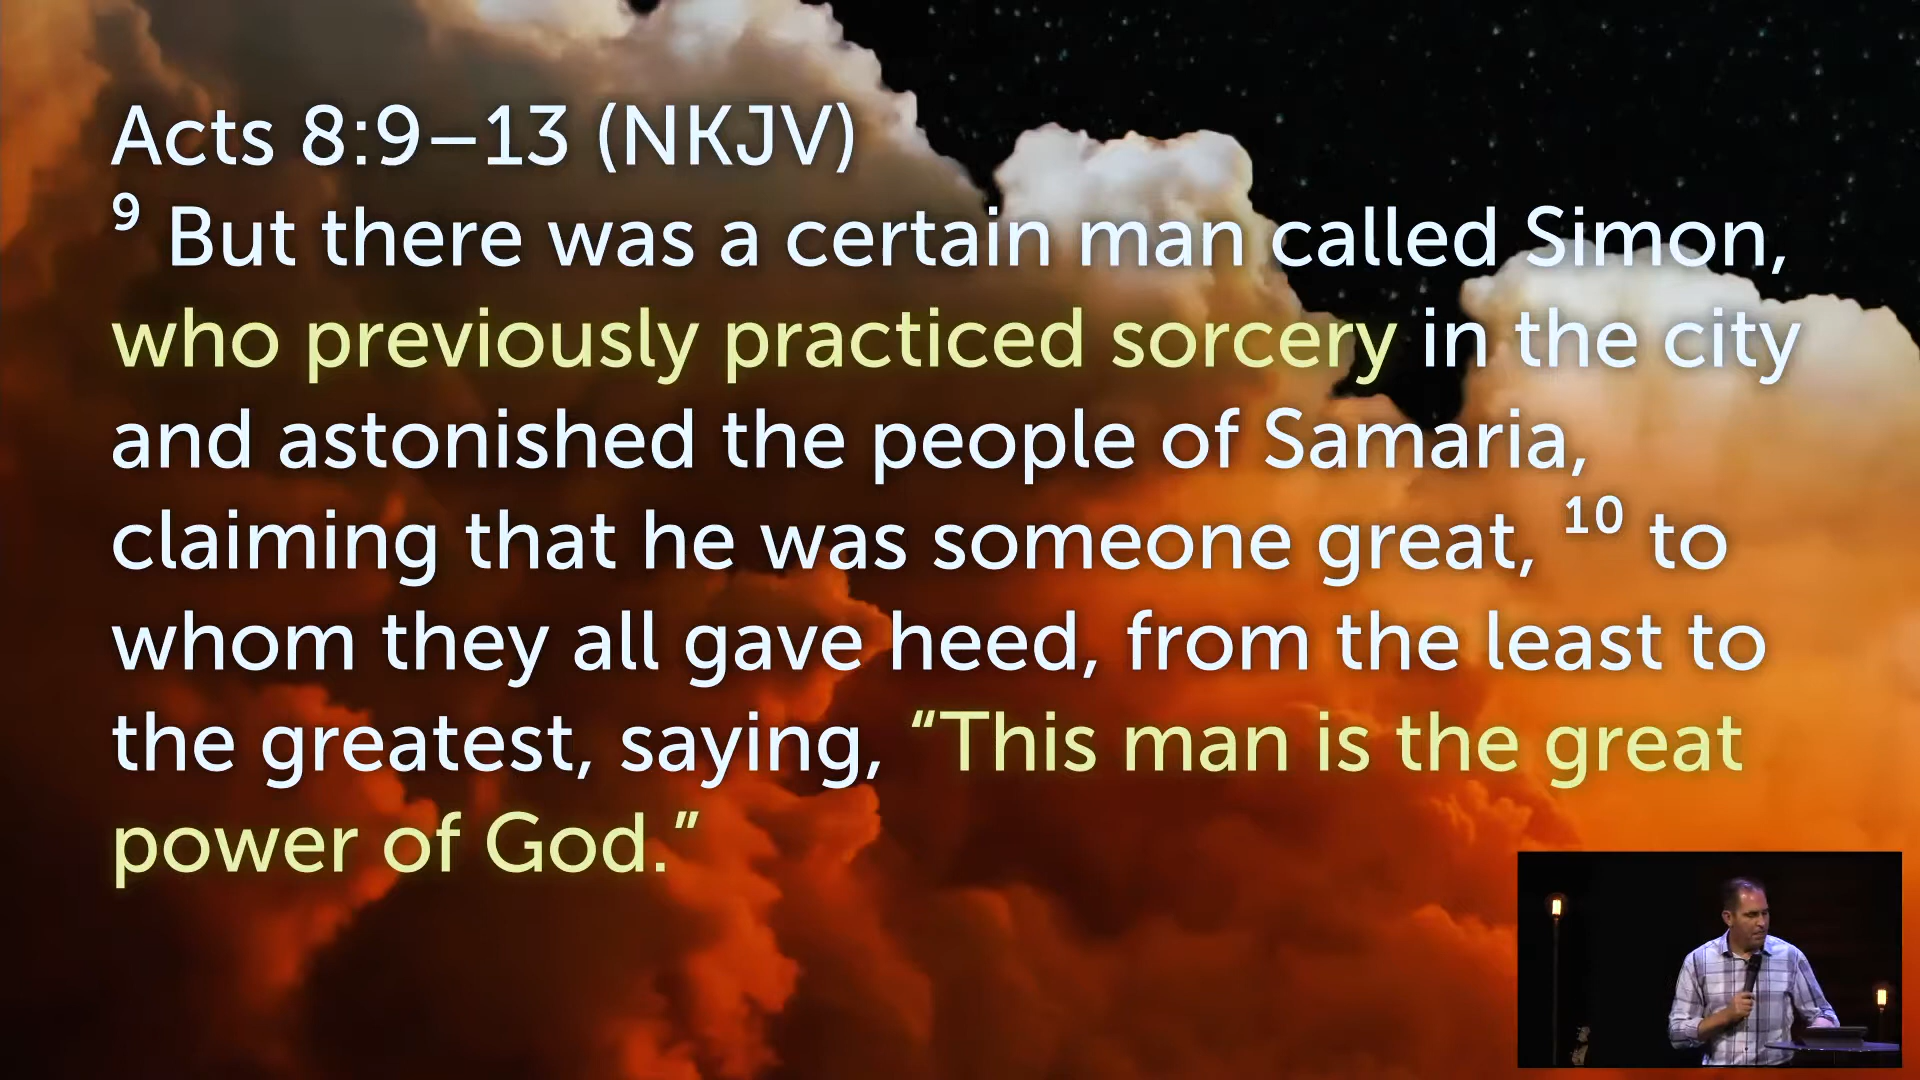 Acts 8:9–13 (NKJV)
9 But there was a certain man called Simon,
who previously practiced sorcery in the city
and astonished the people of Samaria,
claiming that he was someone great, 10 to
whom they all gave heed, from the least to
the greatest, saying, “This man is the great
power of God.”